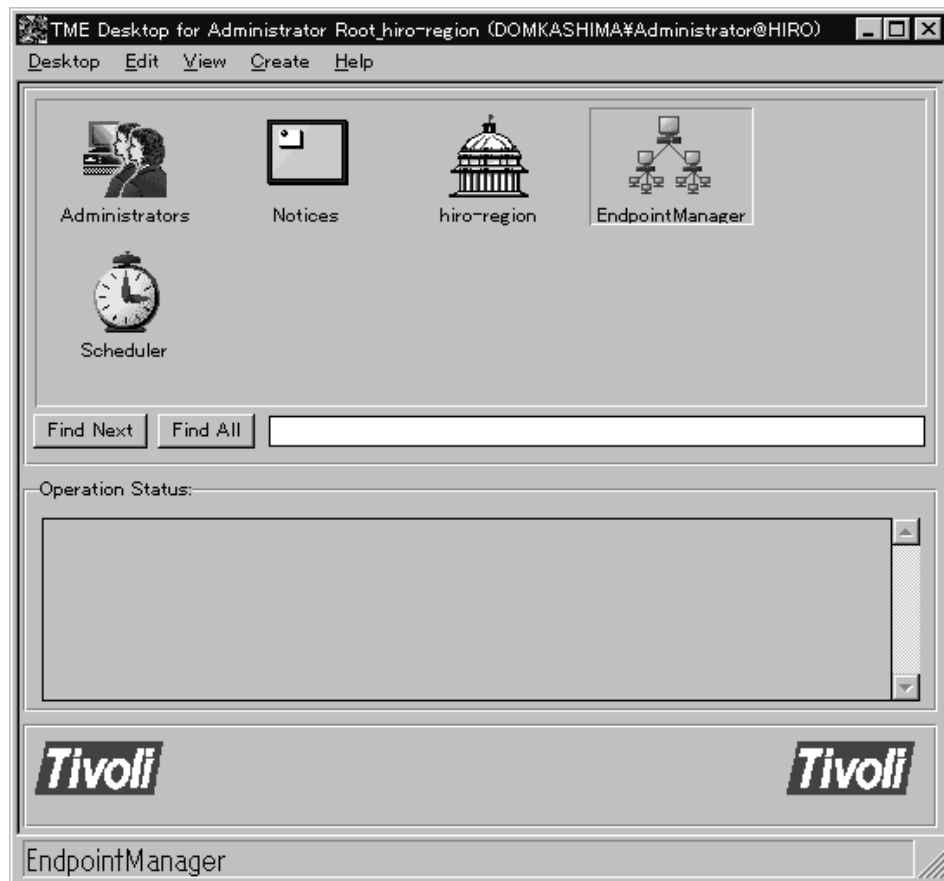 TME Desktop for Administrator Root_hiro-region (DOMKASHIMA¥Administrator@HIRO)
Desktop Edit View Create Help
Administrators Notices hiro-region EndpointManager
Scheduler
Find Next Find All
Operation Status:
Tivoli Tivoli
EndpointManager